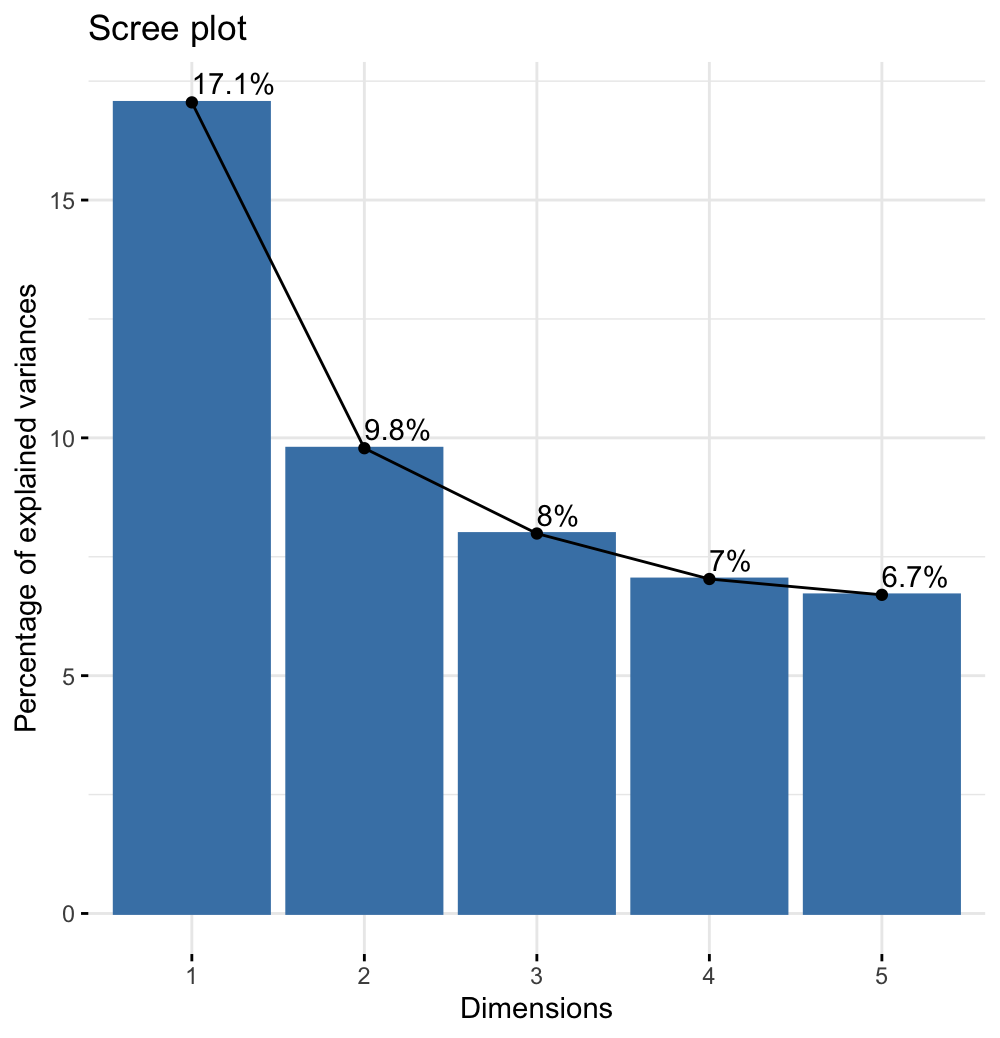 Scree plot
17.1%
9.8%
8%
7%
6.7%
15
10
5
0
Percentage of explained variances
1 2 3 4 5
Dimensions